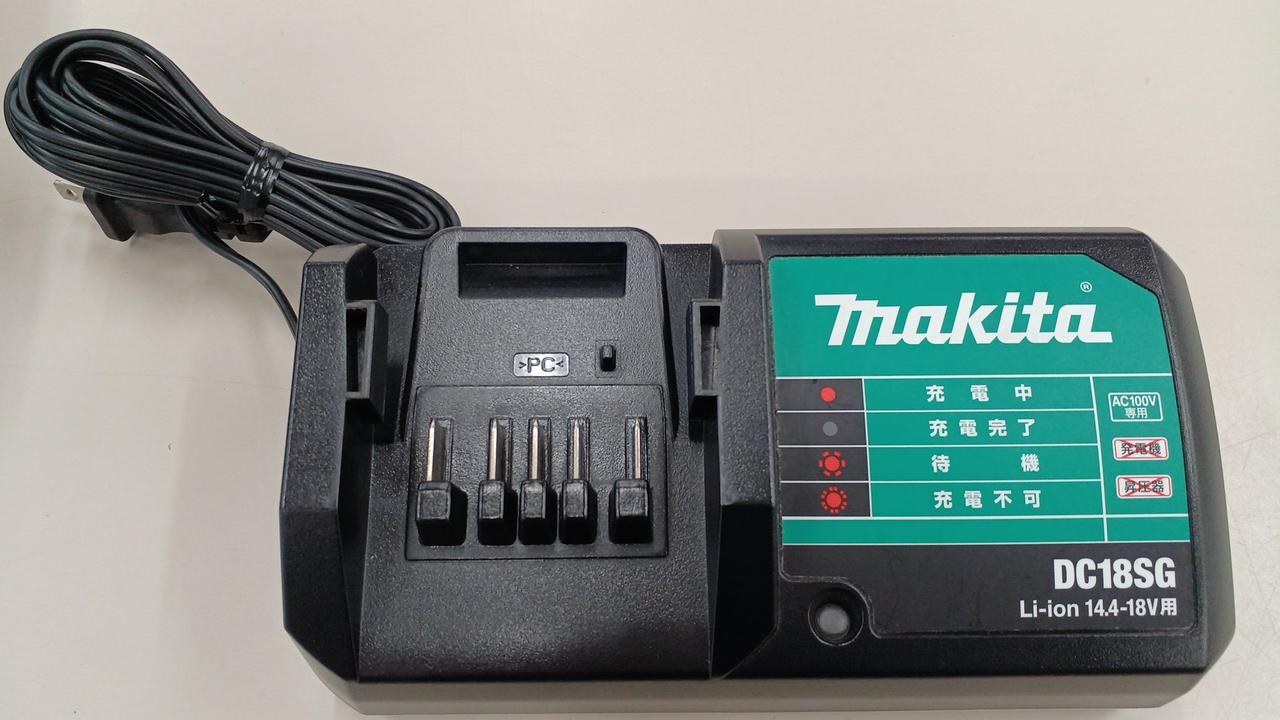 >PC<
makita®
充電中
充電完了
待機
充電不可
AC100V
専用
発電機
昇圧器
DC18SG
Li-ion 14.4-18V用